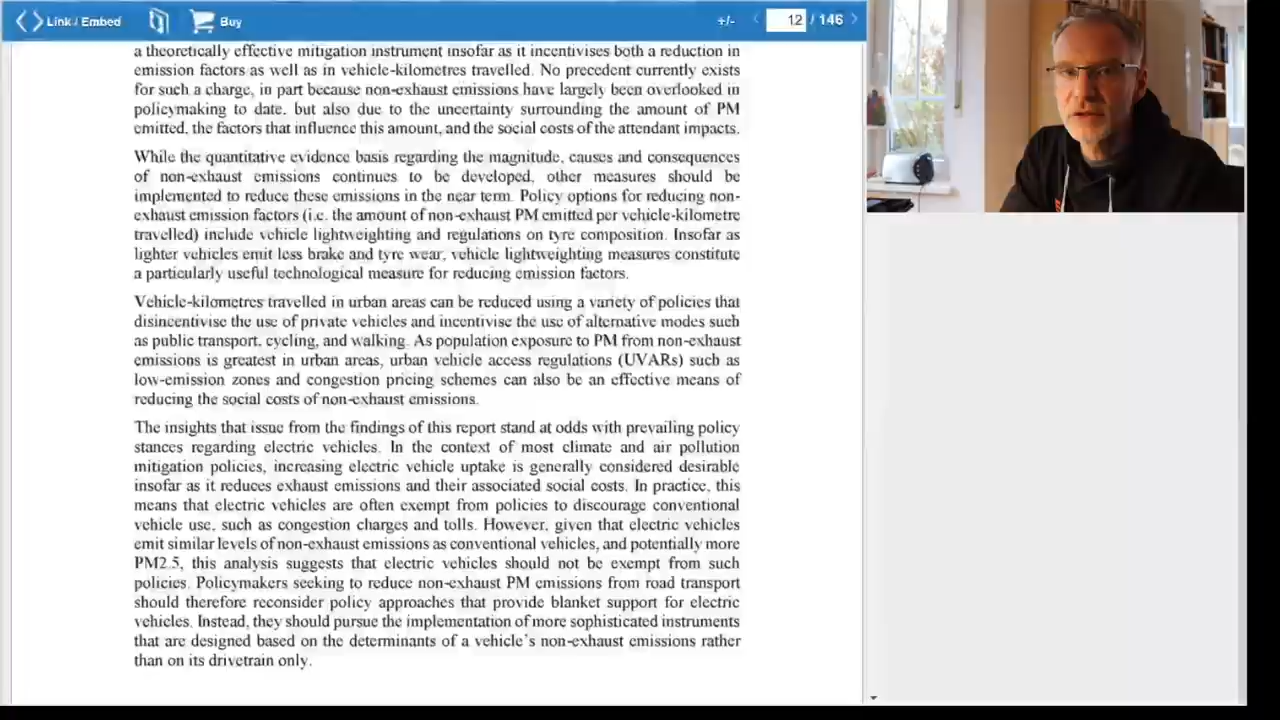 Link / Embed Buy +/- 12 / 146
a theoretically effective mitigation instrument insofar as it incentivises both a reduction in
emission factors as well as in vehicle-kilometres travelled. No precedent currently exists
for such a charge, in part because non-exhaust emissions have largely been overlooked in
policymaking to date, but also due to the uncertainty surrounding the amount of PM
emitted, the factors that influence this amount, and the social costs of the attendant impacts.
While the quantitative evidence basis regarding the magnitude, causes and consequences
of non-exhaust emissions continues to be developed, other measures should be
implemented to reduce these emissions in the near term. Policy options for reducing non-
exhaust emission factors (i.e. the amount of non-exhaust PM emitted per vehicle-kilometre
travelled) include vehicle lightweighting and regulations on tyre composition. Insofar as
lighter vehicles emit less brake and tyre wear, vehicle lightweighting measures constitute
a particularly useful technological measure for reducing emission factors.
Vehicle-kilometres travelled in urban areas can be reduced using a variety of policies that
disincentivise the use of private vehicles and incentivise the use of alternative modes such
as public transport, cycling, and walking. As population exposure to PM from non-exhaust
emissions is greatest in urban areas, urban vehicle access regulations (UVARs) such as
low-emission zones and congestion pricing schemes can also be an effective means of
reducing the social costs of non-exhaust emissions.
The insights that issue from the findings of this report stand at odds with prevailing policy
stances regarding electric vehicles. In the context of most climate and air pollution
mitigation policies, increasing electric vehicle uptake is generally considered desirable
insofar as it reduces exhaust emissions and their associated social costs. In practice, this
means that electric vehicles are often exempt from policies to discourage conventional
vehicle use, such as congestion charges and tolls. However, given that electric vehicles
emit similar levels of non-exhaust emissions as conventional vehicles, and potentially more
PM2.5, this analysis suggests that electric vehicles should not be exempt from such
policies. Policymakers seeking to reduce non-exhaust PM emissions from road transport
should therefore reconsider policy approaches that provide blanket support for electric
vehicles. Instead, they should pursue the implementation of more sophisticated instruments
that are designed based on the determinants of a vehicle's non-exhaust emissions rather
than on its drivetrain only.